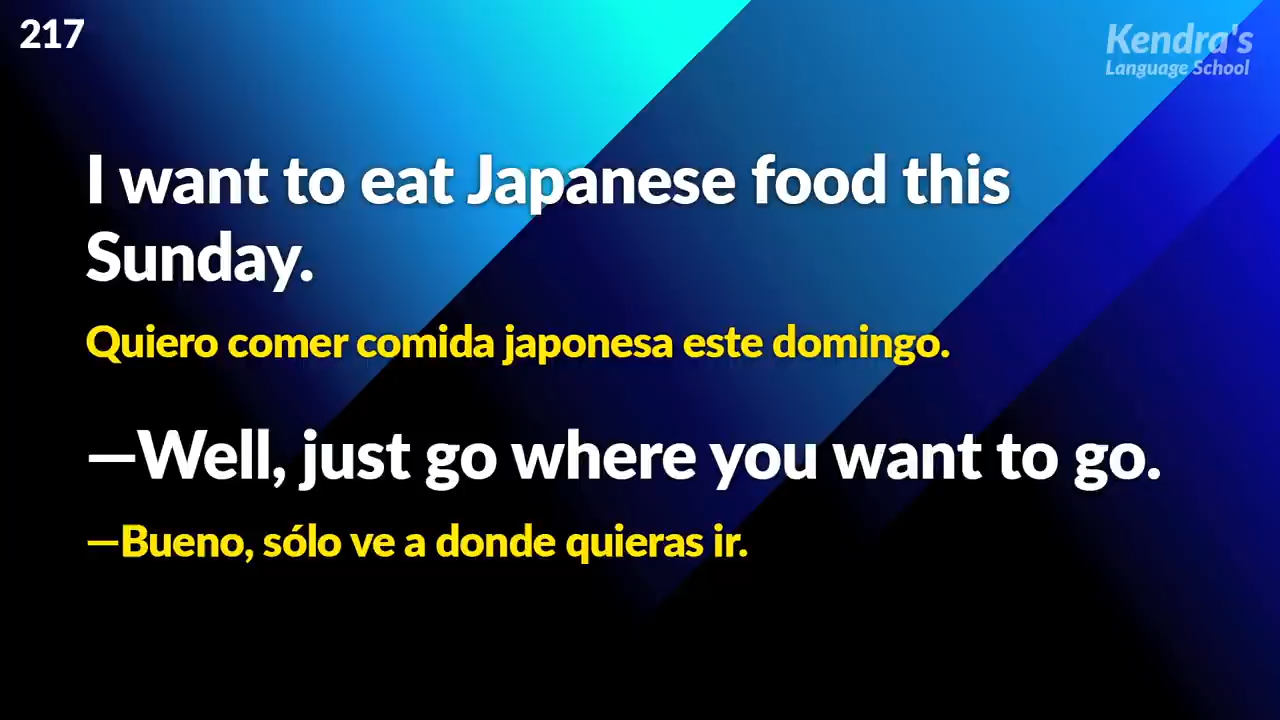 217
Kendra's
Language School
I want to eat Japanese food this
Sunday.
Quiero comer comida japonesa este domingo.
—Well, just go where you want to go.
—Bueno, sólo ve a donde quieras ir.